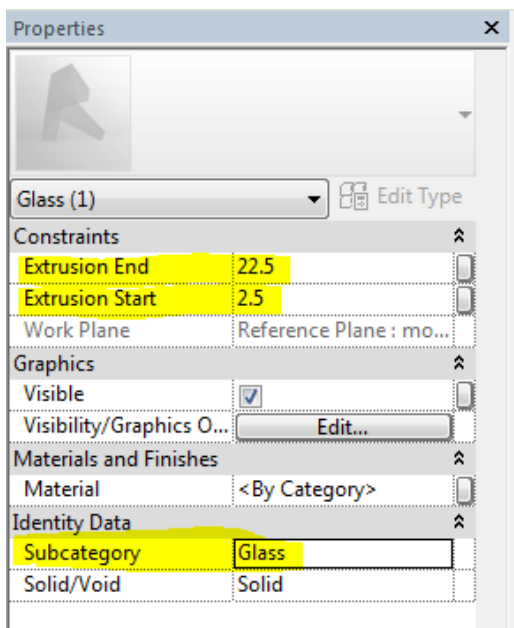 Properties
Glass (1) Edit Type
Constraints
Extrusion End 22.5
Extrusion Start 2.5
Work Plane Reference Plane : mo...
Graphics
Visible
Visibility/Graphics O... Edit...
Materials and Finishes
Material <By Category>
Identity Data
Subcategory Glass
Solid/Void Solid